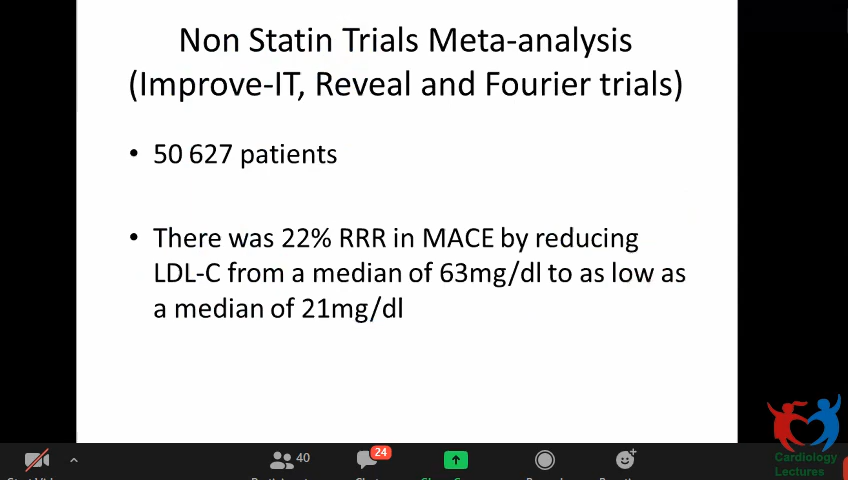 Non Statin Trials Meta-analysis
(Improve-IT, Reveal and Fourier trials)
• 50 627 patients
• There was 22% RRR in MACE by reducing
LDL-C from a median of 63mg/dl to as low as
a median of 21mg/dl
40
24
Cardiology
Lectures